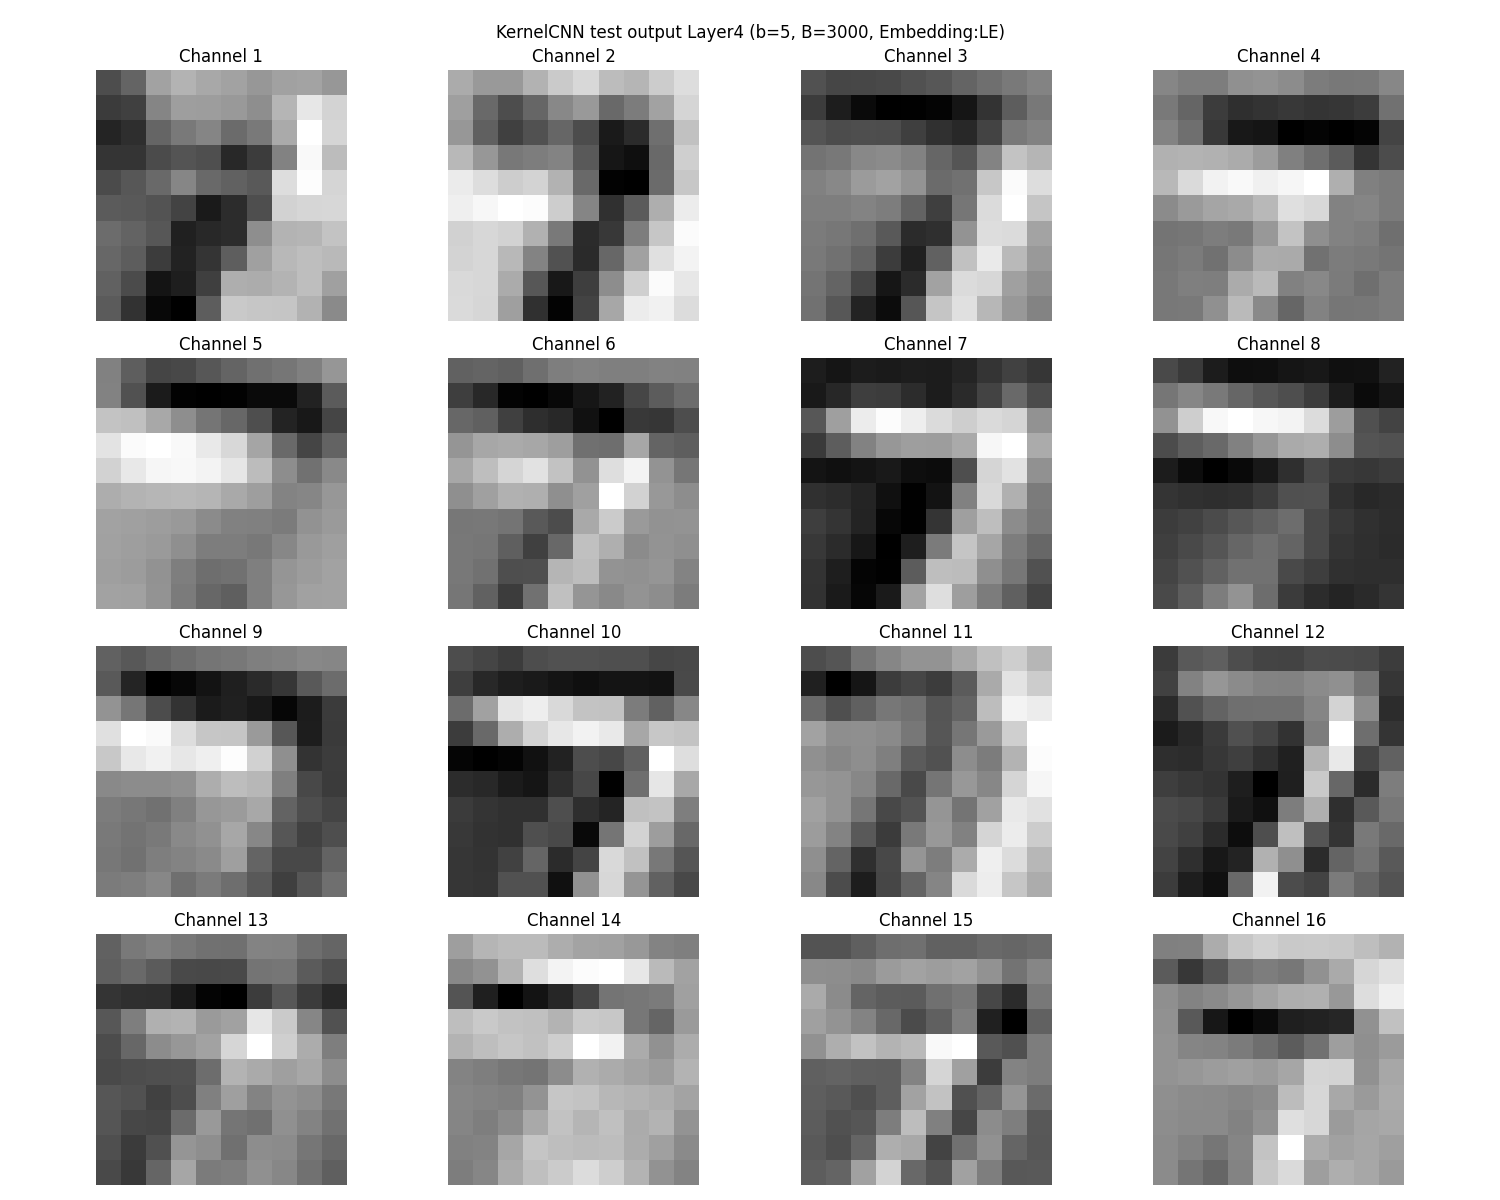 KernelCNN test output Layer4 (b=5, B=3000, Embedding:LE)
Channel 1
Channel 2
Channel 3
Channel 4
Channel 5
Channel 6
Channel 7
Channel 8
Channel 9
Channel 10
Channel 11
Channel 12
Channel 13
Channel 14
Channel 15
Channel 16